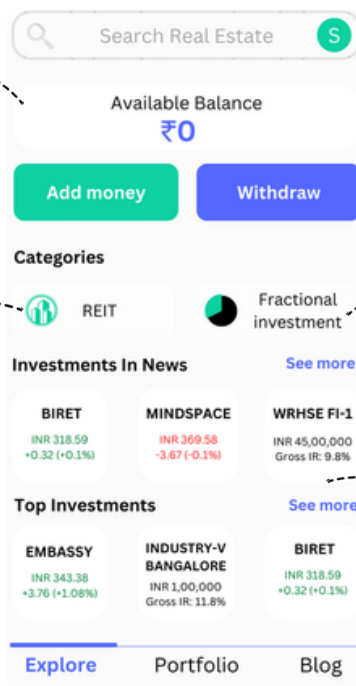 Search Real Estate
S
Available Balance
₹0
Add money
Withdraw
Categories
REIT
Fractional
investment
Investments In News
See more
BIRET
INR 318.59
+0.32 (+0.1%)
MINDSPACE
INR 369.58
-3.67 (-0.1%)
WRHSE FI-1
INR 45,00,000
Gross IR: 9.8%
Top Investments
See more
EMBASSY
INR 343.38
+3.76 (+1.08%)
INDUSTRY-V
BANGALORE
INR 1,00,000
Gross IR: 11.8%
BIRET
INR 318.59
+0.32 (+0.1%)
Explore
Portfolio
Blog